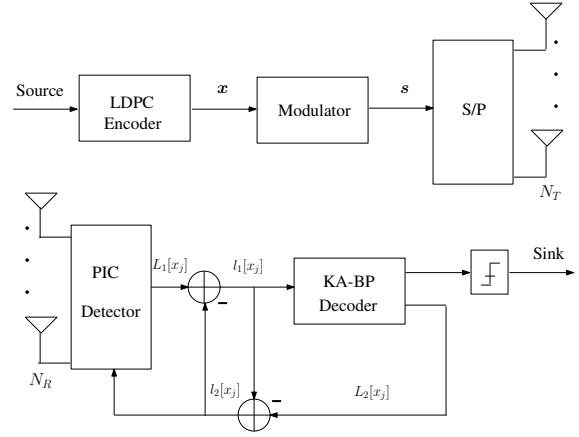 Source
LDPC
Encoder
x
Modulator
s
S/P
N_T
PIC
Detector
N_R
L_1[x_j]
l_1[x_j]
KA-BP
Decoder
Sink
l_2[x_j]
L_2[x_j]